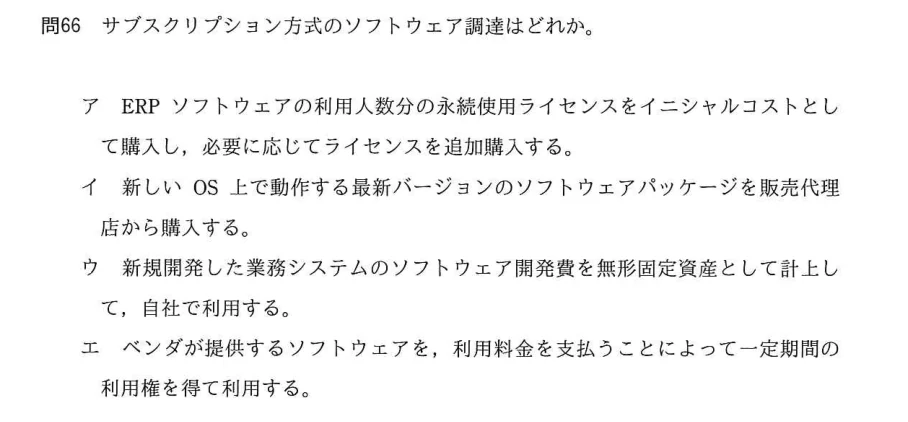 問66 サブスクリプション方式のソフトウェア調達はどれか。
ア ERP ソフトウェアの利用人数分の永続使用ライセンスをイニシャルコストとし
て購入し，必要に応じてライセンスを追加購入する。
イ 新しい OS 上で動作する最新バージョンのソフトウェアパッケージを販売代理
店から購入する。
ウ 新規開発した業務システムのソフトウェア開発費を無形固定資産として計上し
て，自社で利用する。
エ ベンダが提供するソフトウェアを，利用料金を支払うことによって一定期間の
利用権を得て利用する。